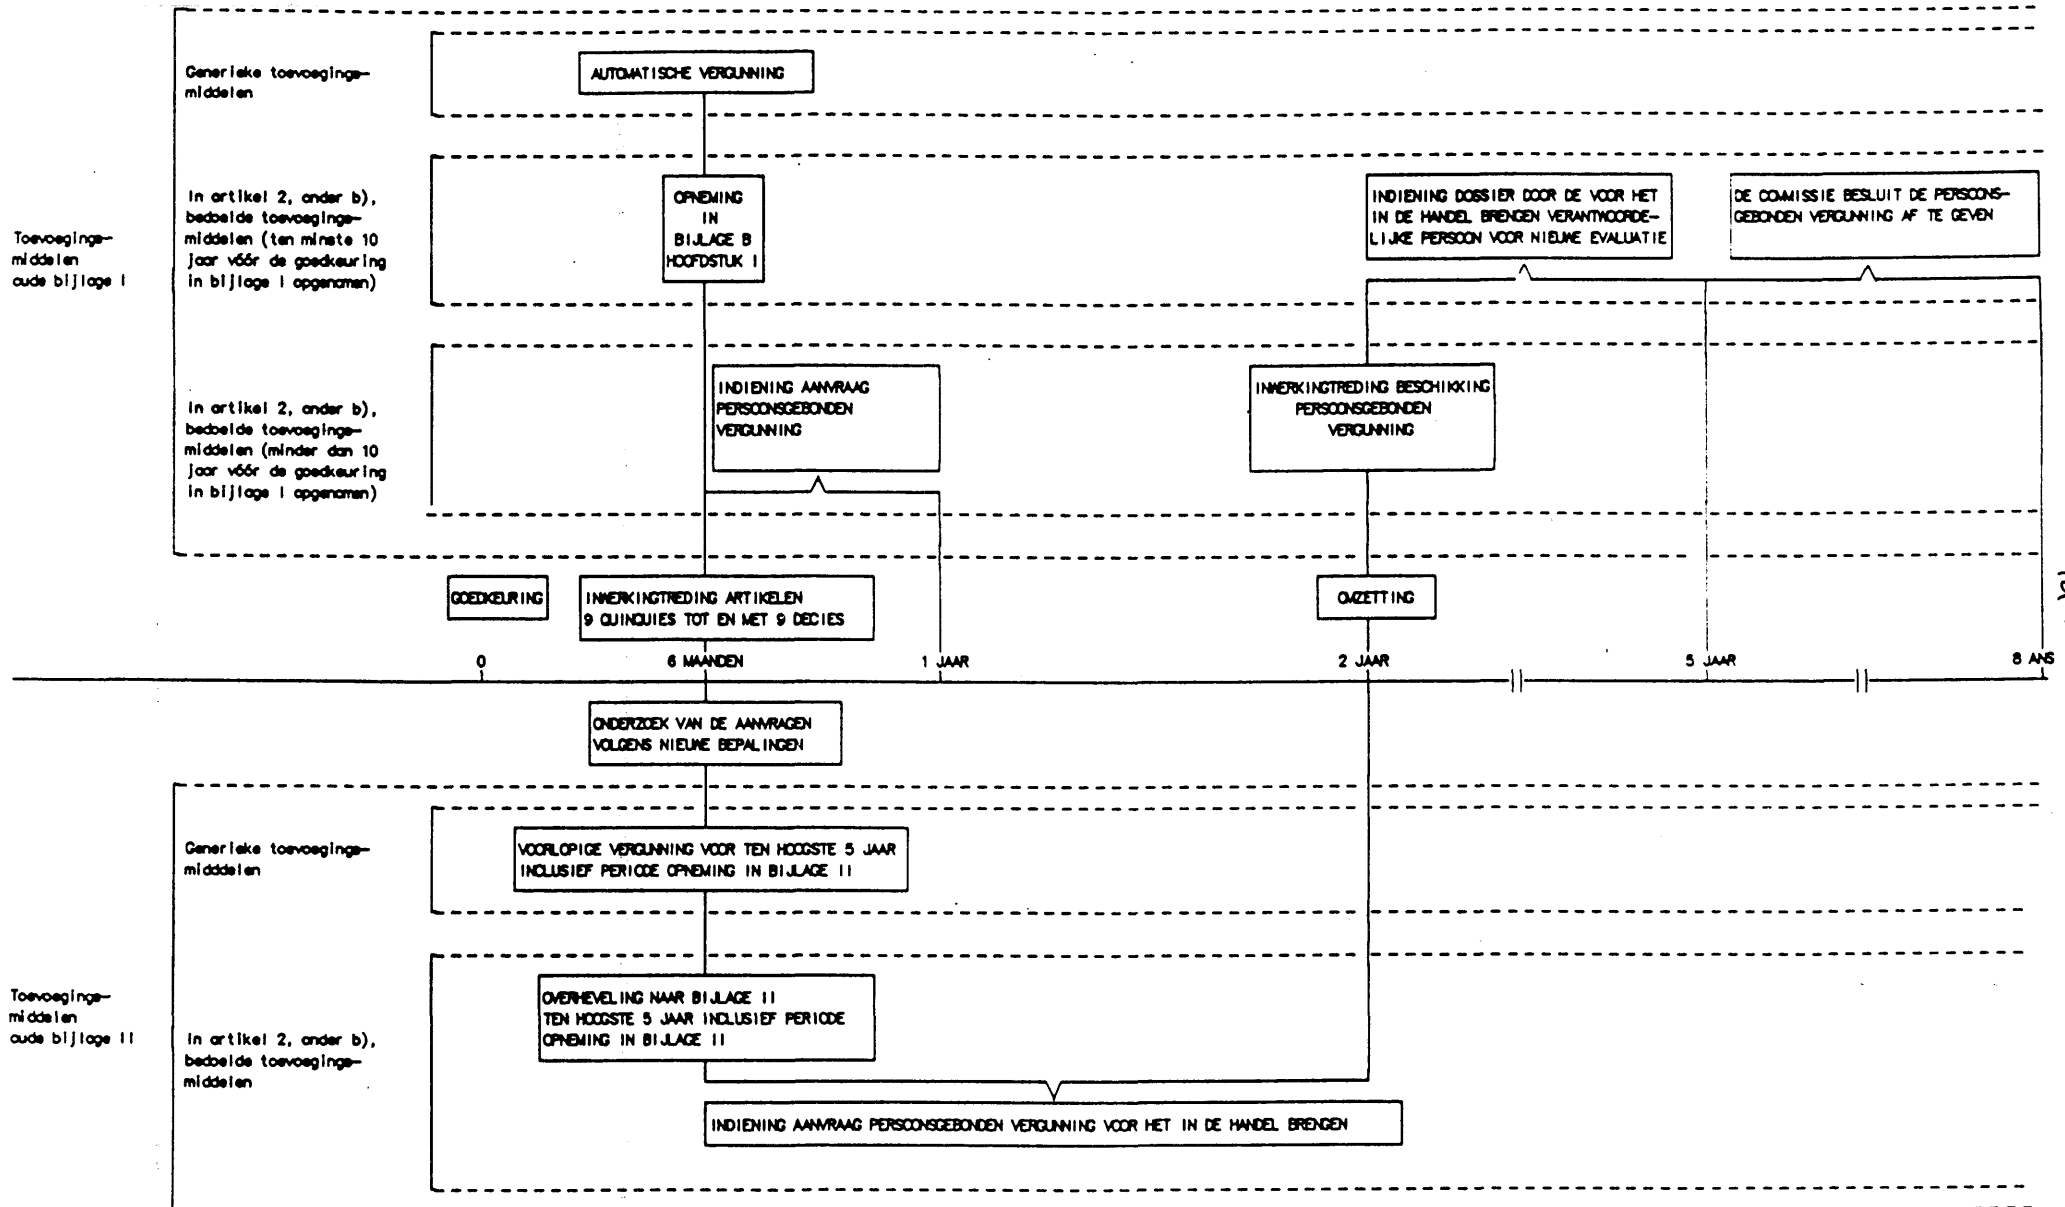 Generieke toevoegings-
middelen
AUTOMATISCHE VERGUNNING
Toevoegings-
middelen
oude bijlage I
In artikel 2, onder b),
bedoelde toevoegings-
middelen (ten minste 10
jaar vóór de goedkeuring
in bijlage I opgenomen)
OPNEMING
IN
BIJLAGE B
HOOFDSTUK I
INDIENING DOSSIER DOOR DE VOOR HET
IN DE HANDEL BRENGEN VERANTWOORDE-
LIJKE PERSOON VOOR NIEUWE EVALUATIE
DE COMMISSIE BESLUIT DE PERSOONS-
GEBONDEN VERGUNNING AF TE GEVEN
In artikel 2, onder b),
bedoelde toevoegings-
middelen (minder dan 10
jaar vóór de goedkeuring
in bijlage I opgenomen)
INDIENING AANVRAAG
PERSOONSGEBONDEN
VERGUNNING
INWERKINGTREDING BESCHIKKING
PERSOONSGEBONDEN
VERGUNNING
GOEDKEURING
INWERKINGTREDING ARTIKELEN
9 QUINQUIES TOT EN MET 9 DECIES
OMZETTING
0
6 MAANDEN
1 JAAR
2 JAAR
5 JAAR
8 ANS
ONDERZOEK VAN DE AANVRAGEN
VOLGENS NIEUWE BEPALINGEN
Generieke toevoegings-
midddelen
VOORLOPIGE VERGUNNING VOOR TEN HOOGSTE 5 JAAR
INCLUSIEF PERIODE OPNEMING IN BIJLAGE II
Toevoegings-
middelen
oude bijlage II
In artikel 2, onder b),
bedoelde toevoegings-
middelen
OVERHEVELING NAAR BIJLAGE II
TEN HOOGSTE 5 JAAR INCLUSIEF PERIODE
OPNEMING IN BIJLAGE II
INDIENING AANVRAAG PERSOONSGEBONDEN VERGUNNING VOOR HET IN DE HANDEL BRENGEN